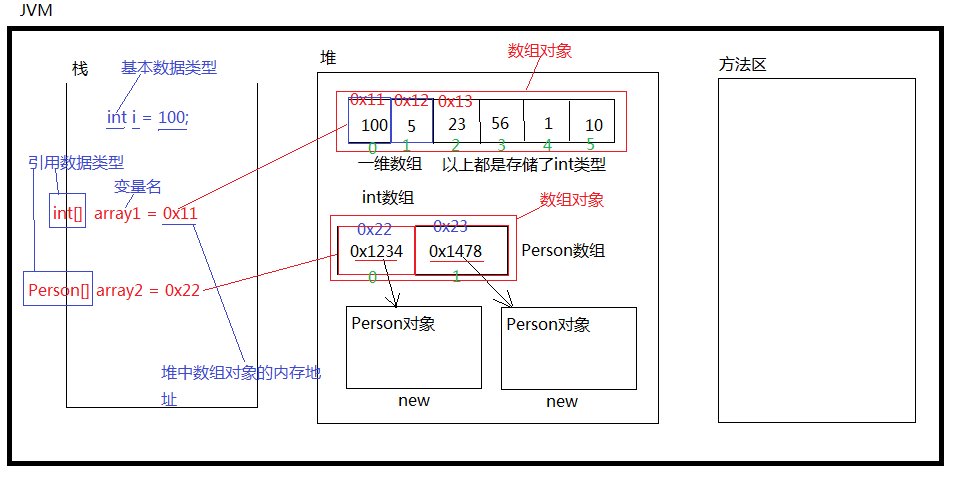 JVM
栈
基本数据类型
int i = 100;
引用数据类型
变量名
int[] array1 = 0x11
Person[] array2 = 0x22
堆中数组对象的内存地
址
堆
数组对象
0x11 0x12 0x13
100 5 23 56 1 10
0 1 2 3 4 5
一维数组 以上都是存储了int类型
int数组
数组对象
0x22 0x23
0x1234 0x1478
Person数组
0 1
Person对象 Person对象
new new
方法区